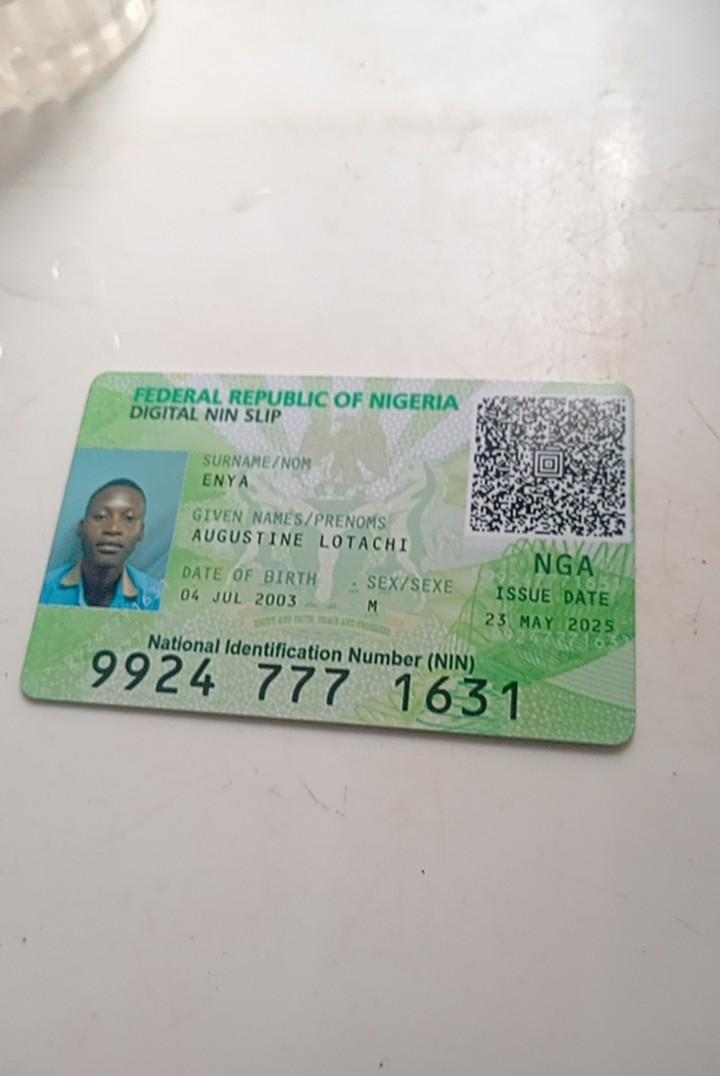 FEDERAL REPUBLIC OF NIGERIA
DIGITAL NIN SLIP
SURNAME/NOM
ENYA
GIVEN NAMES/PRENOMS
AUGUSTINE LOTACHI
DATE OF BIRTH
04 JUL 2003
SEX/SEXE
M
NGA
ISSUE DATE
23 MAY 2025
UNITY AND FAITH, PEACE AND PROGRESS
National Identification Number (NIN)
9924 777 1631